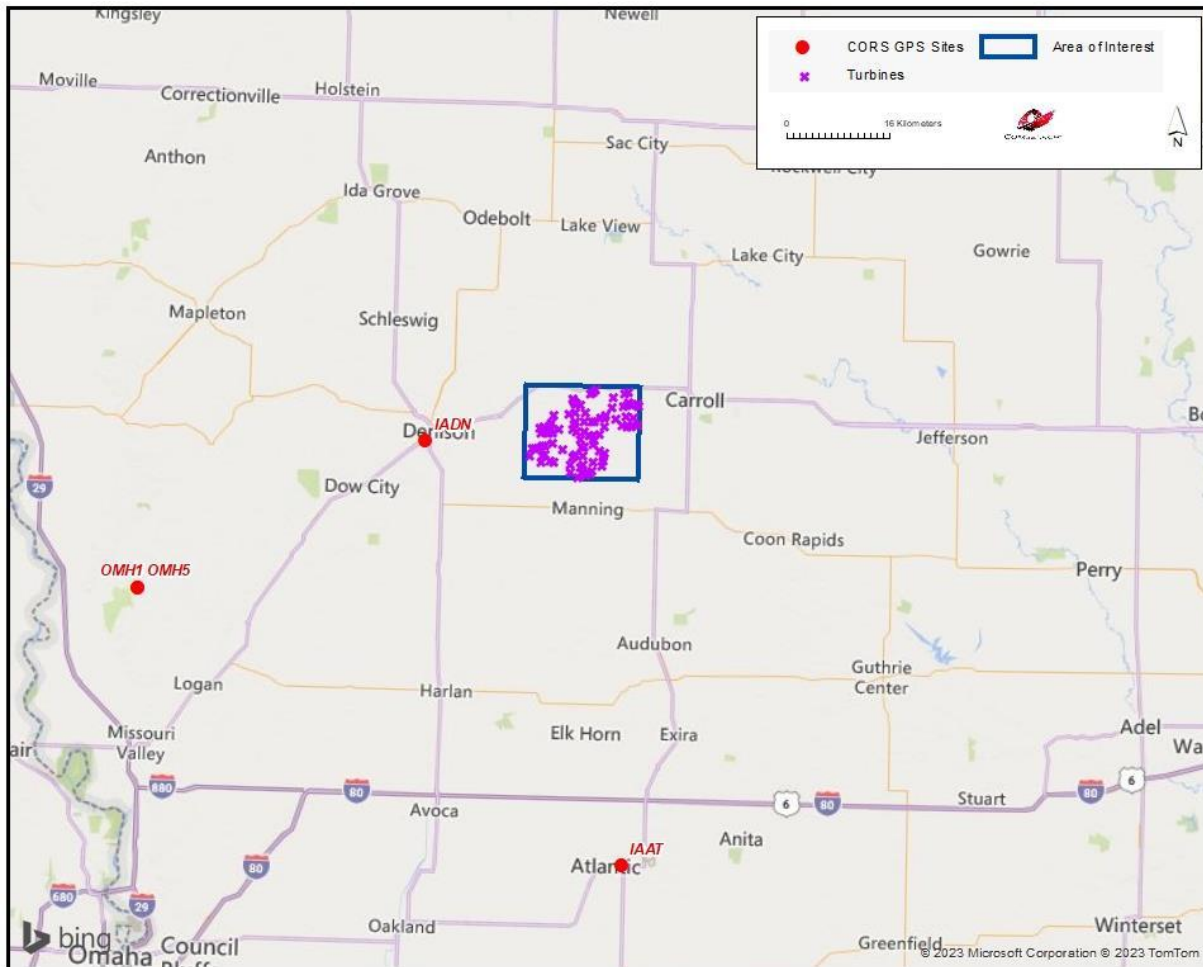 Kingsley
Newell
CORS GPS Sites
Area of Interest
Turbines
0
16 Kilometers
N
Moville
Correctionville
Holstein
Anthon
Sac City
Ida Grove
Odebolt
Lake View
Lake City
Gowrie
Mapleton
Schleswig
Carroll
IADN
Denison
Jefferson
29
Dow City
Manning
Coon Rapids
OMH1 OMH5
Perry
Audubon
Guthrie
Center
Logan
Harlan
Missouri
Valley
Elk Horn
Exira
Adel
air
Wa
880
80
6
80
80
6
Avoca
Stuart
Anita
IAAT
Atlantic
80
680
29
Oakland
Winterset
bing
Omaha
Council
Greenfield
© 2023 Microsoft Corporation © 2023 TomTom